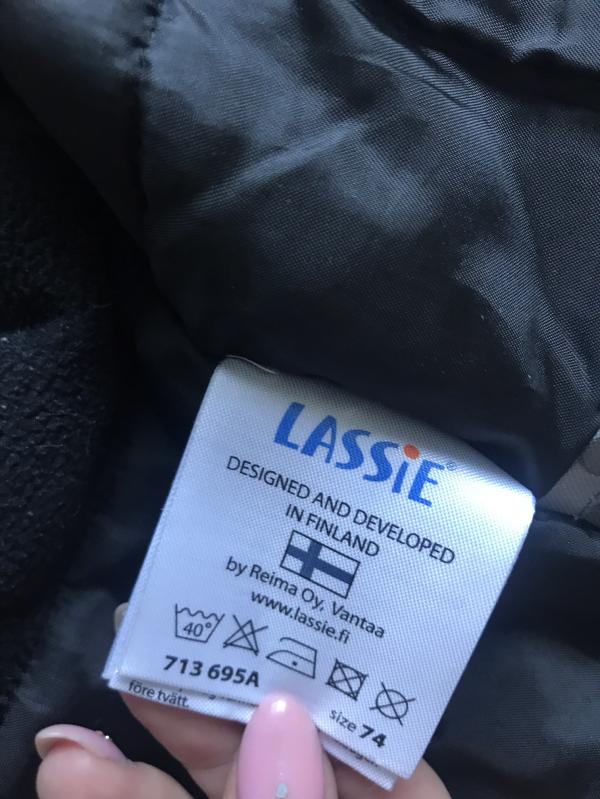 LASSiE®
DESIGNED AND DEVELOPED
IN FINLAND
by Reima Oy, Vantaa
www.lassie.fi
40°
713 695A
size 74
före tvätt.